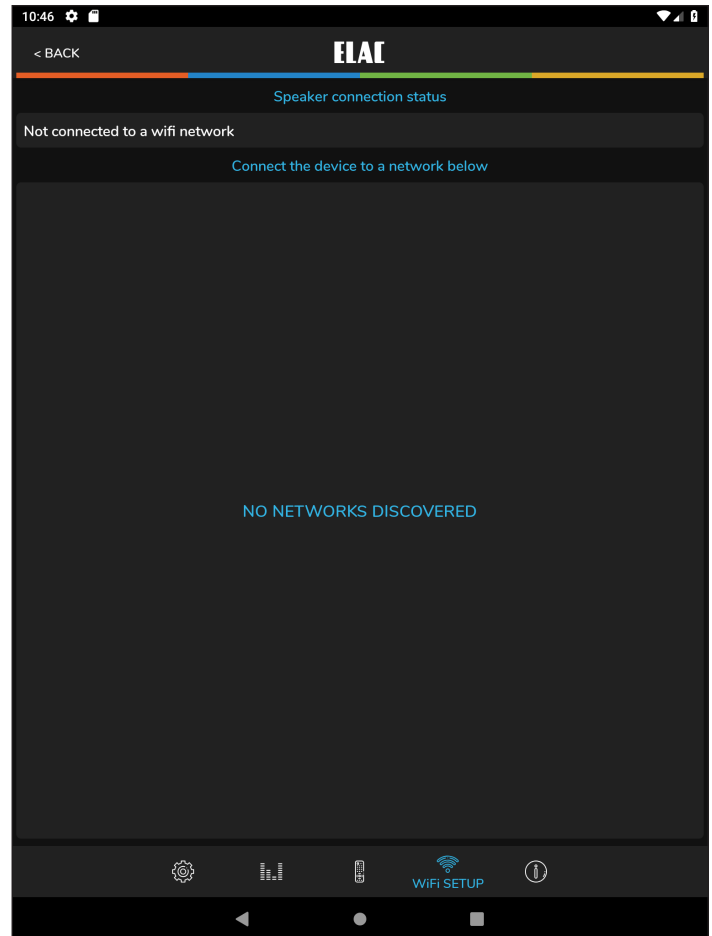 10:46
< BACK
ELAC
Speaker connection status
Not connected to a wifi network
Connect the device to a network below
NO NETWORKS DISCOVERED
WiFi SETUP